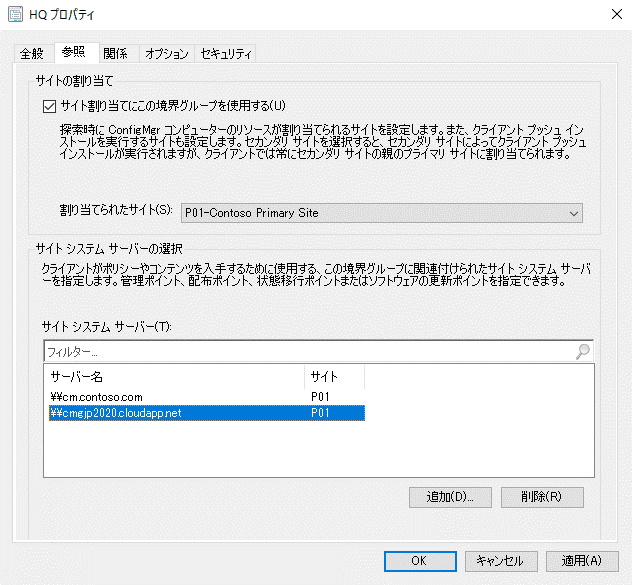 HQ プロパティ
全般 参照 関係 オプション セキュリティ
サイトの割り当て
サイト割り当てにこの境界グループを使用する(U)
探索時に ConfigMgr コンピューターのリソースが割り当てられるサイトを設定します。また、クライアント プッシュ イン
ストールを実行するサイトも設定します。セカンダリ サイトを選択すると、セカンダリ サイトによってクライアント プッシュ
インストールが実行されますが、クライアントでは常にセカンダリ サイトの親のプライマリ サイトに割り当てられます。
割り当てられたサイト(S): P01-Contoso Primary Site
サイト システム サーバーの選択
クライアントがポリシーやコンテンツを入手するために使用する、この境界グループに関連付けられたサイト システム サーバ
ーを指定します。管理ポイント、配布ポイント、状態移行ポイントまたはソフトウェアの更新ポイントを指定できます。
サイト システム サーバー(T):
フィルター...
サーバー名 サイト
¥¥cm.contoso.com P01
¥¥cmgjp2020.cloudapp.net P01
追加(D)... 削除(R)
OK キャンセル 適用(A)